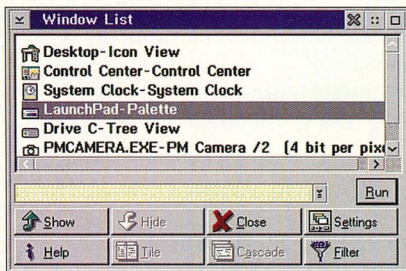 Window List
Desktop-Icon View
Control Center-Control Center
System Clock-System Clock
LaunchPad-Palette
Drive C-Tree View
PMCAMERA.EXE-PM Camera /2 (4 bit per pix
Run
Show Hide Close Settings
Help Tile Cascade Filter